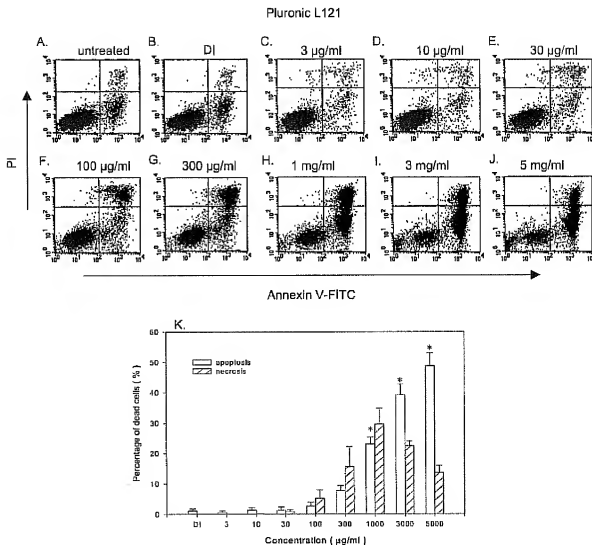 Pluronic L121
A. untreated
B. DI
C. 3 µg/ml
D. 10 µg/ml
E. 30 µg/ml
F. 100 µg/ml
G. 300 µg/ml
H. 1 mg/ml
I. 3 mg/ml
J. 5 mg/ml
PI
Annexin V-FITC
K.
Percentage of dead cells ( % )
60
50
40
30
20
10
0
apoptosis
necrosis
* * *
DI 3 10 30 100 300 1000 3000 5000
Concentration ( µg/ml )